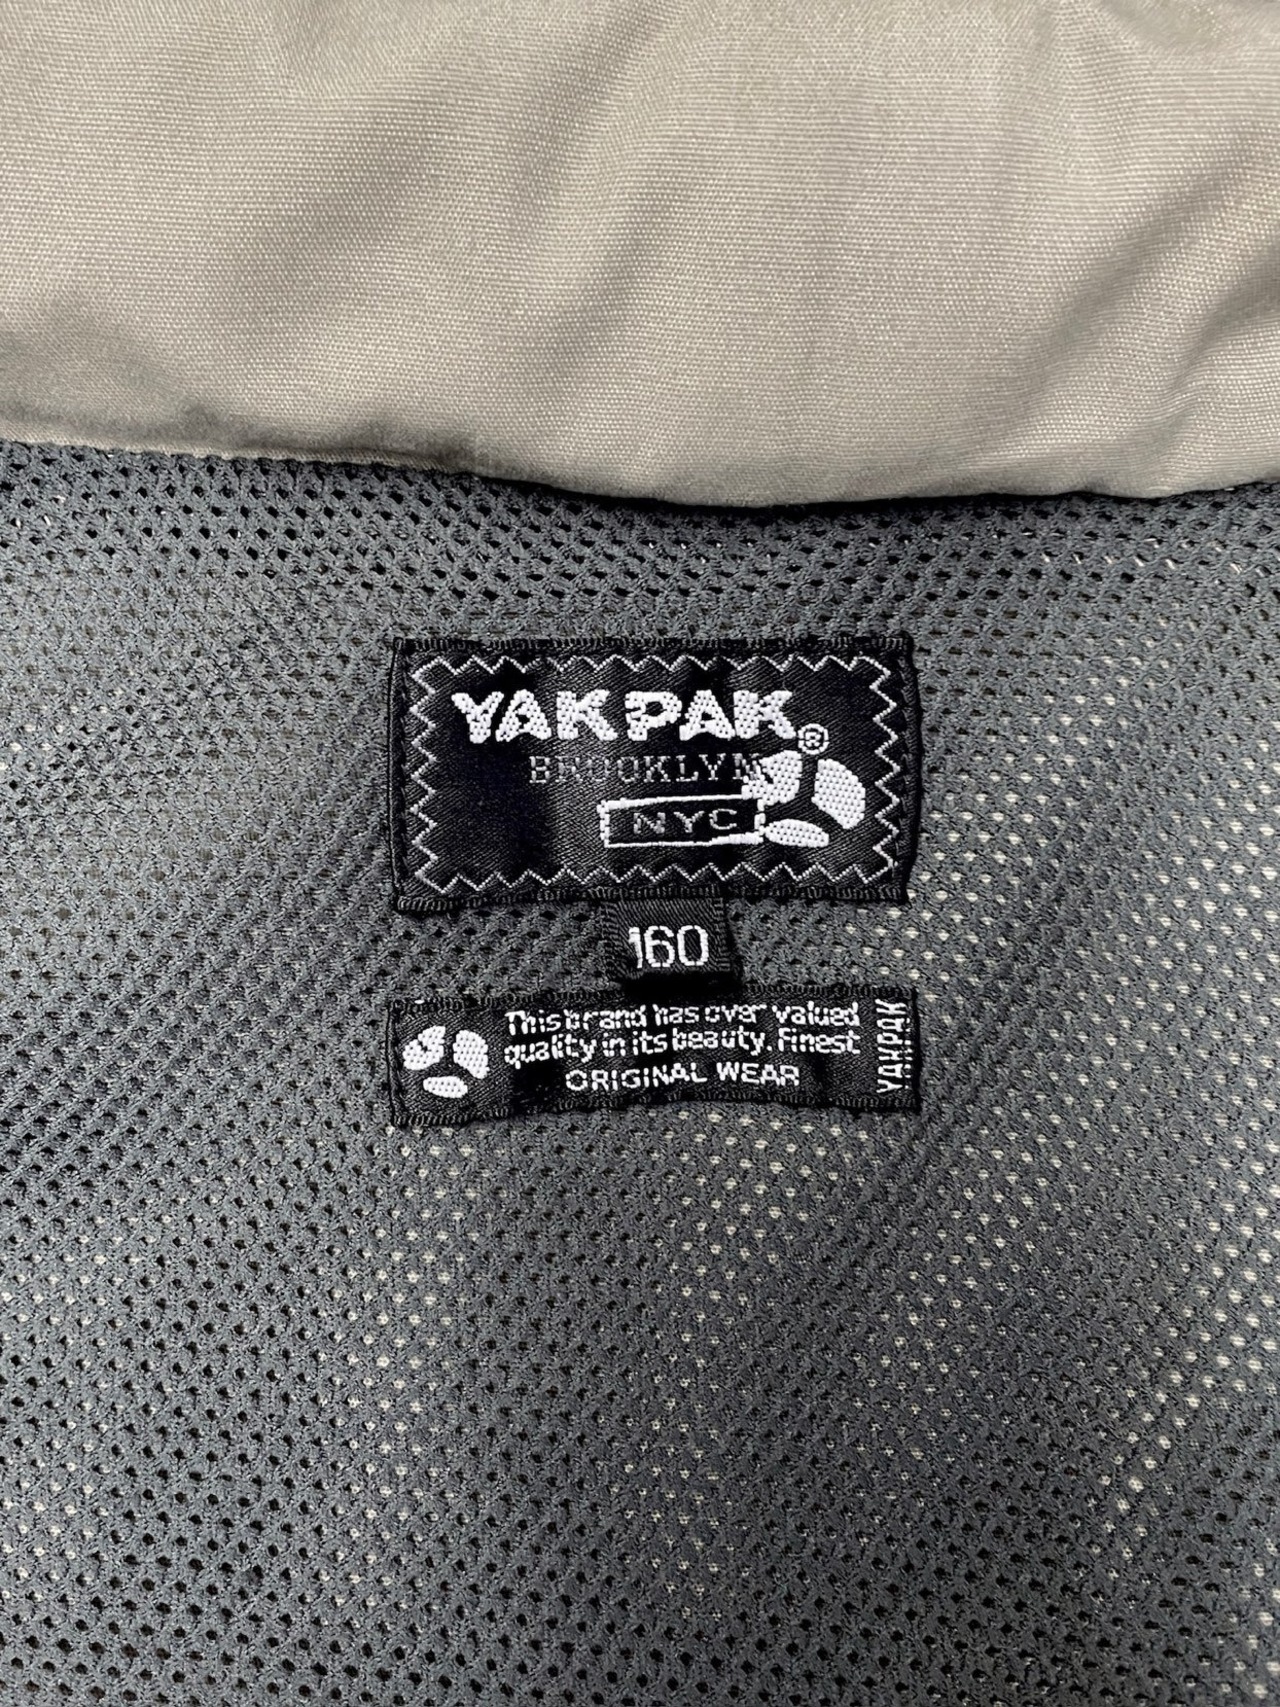 YAKPAK®
BROOKLYN
NYC
160
This brand has over valued
quality in its beauty. Finest
ORIGINAL WEAR
YAKPAK